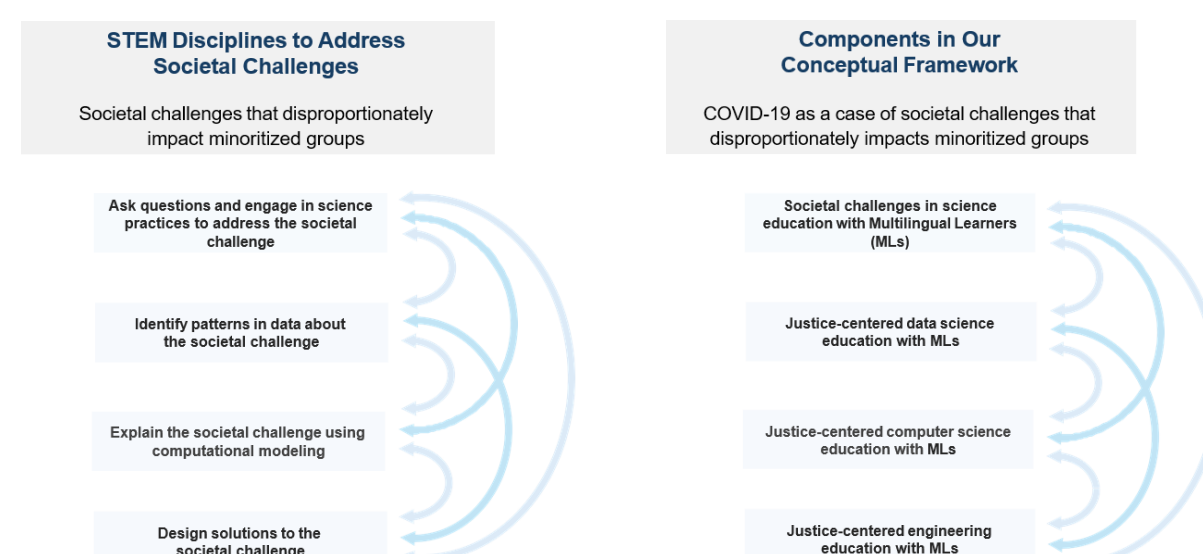 STEM Disciplines to Address
Societal Challenges
Societal challenges that disproportionately
impact minoritized groups
Ask questions and engage in science
practices to address the societal
challenge
Identify patterns in data about
the societal challenge
Explain the societal challenge using
computational modeling
Design solutions to the
societal challenge
Components in Our
Conceptual Framework
COVID-19 as a case of societal challenges that
disproportionately impacts minoritized groups
Societal challenges in science
education with Multilingual Learners
(MLs)
Justice-centered data science
education with MLs
Justice-centered computer science
education with MLs
Justice-centered engineering
education with MLs